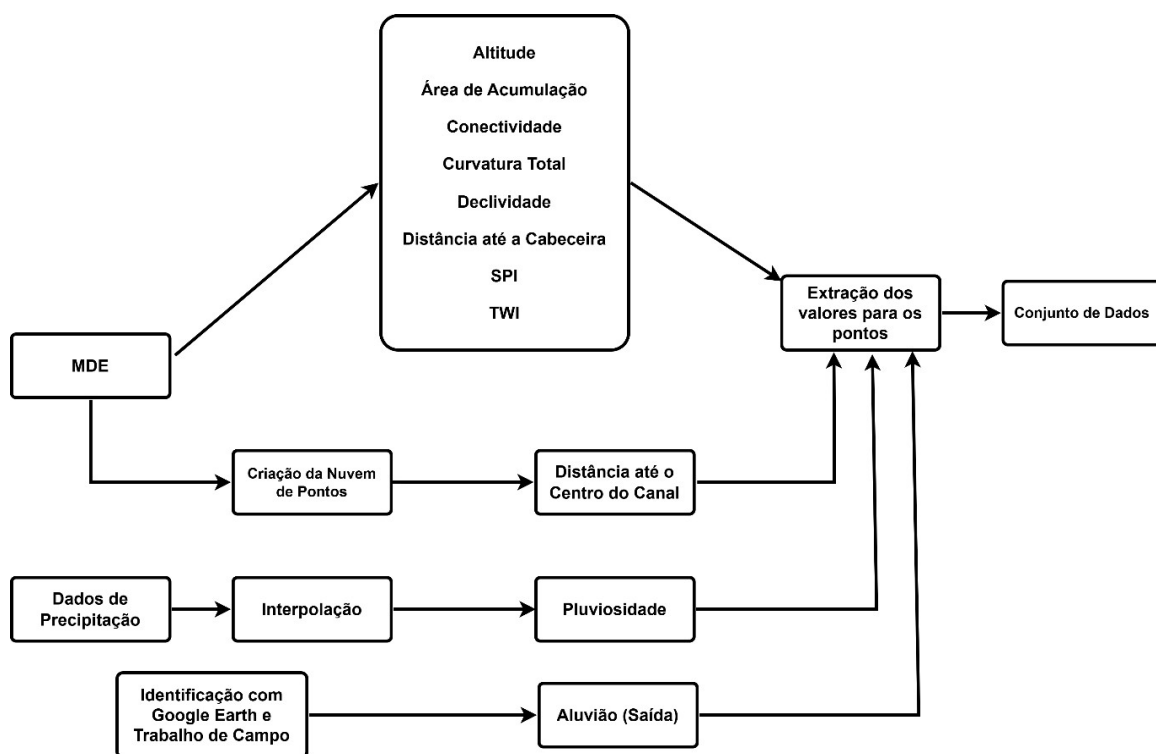 Altitude
Área de Acumulação
Conectividade
Curvatura Total
Declividade
Distância até a Cabeceira
SPI
TWI
Extração dos
valores para os
pontos
Conjunto de Dados
MDE
Criação da Nuvem
de Pontos
Distância até o
Centro do Canal
Dados de
Precipitação
Interpolação
Pluviosidade
Identificação com
Google Earth e
Trabalho de Campo
Aluvião (Saída)